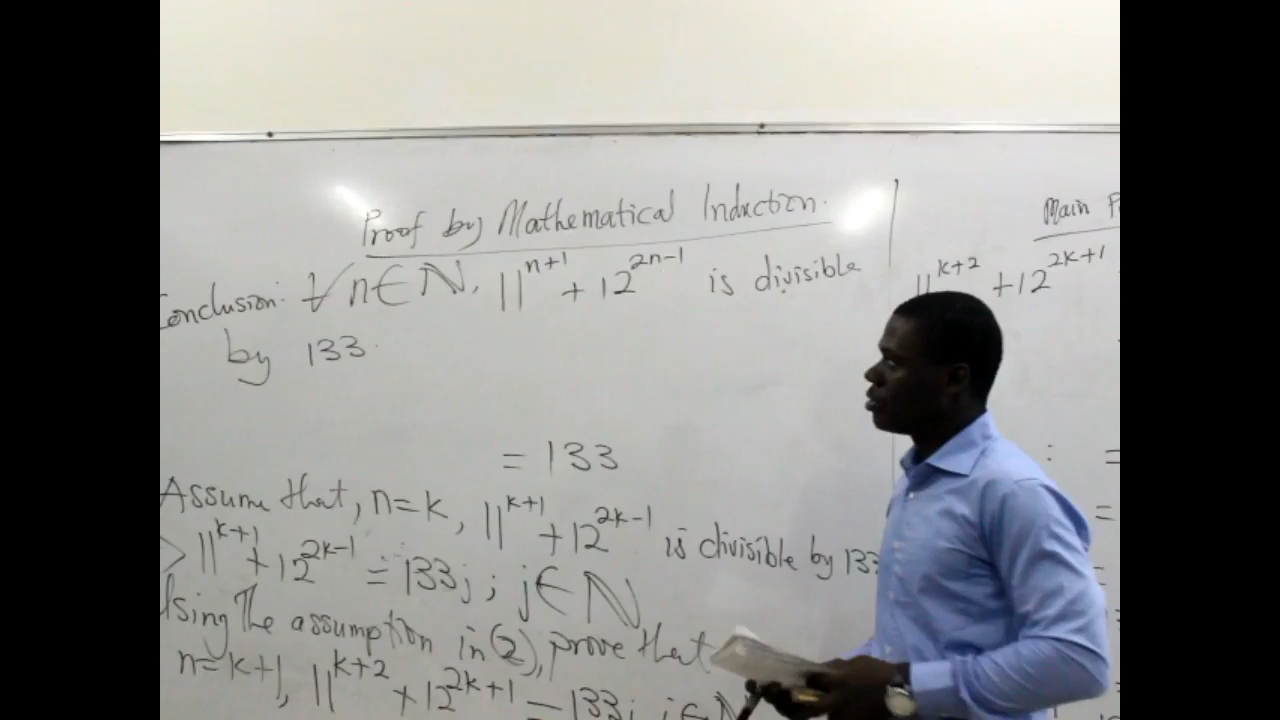 Proof by Mathematical Induction.
Conclusion: ∀ n∈ℕ, 11^{n+1} + 12^{2n-1} is divisible
by 133.
= 133
Assume that, n=k, 11^{k+1} + 12^{2k-1} is divisible by 133
> 11^{k+1} + 12^{2k-1} = 133j ; j∈ℕ
Using the assumption in (2), prove that
n=k+1, 11^{k+2} + 12^{2k+1} = 133j j∈ℕ
Main
11^{k+2} + 12^{2k+1}
: =
=
=